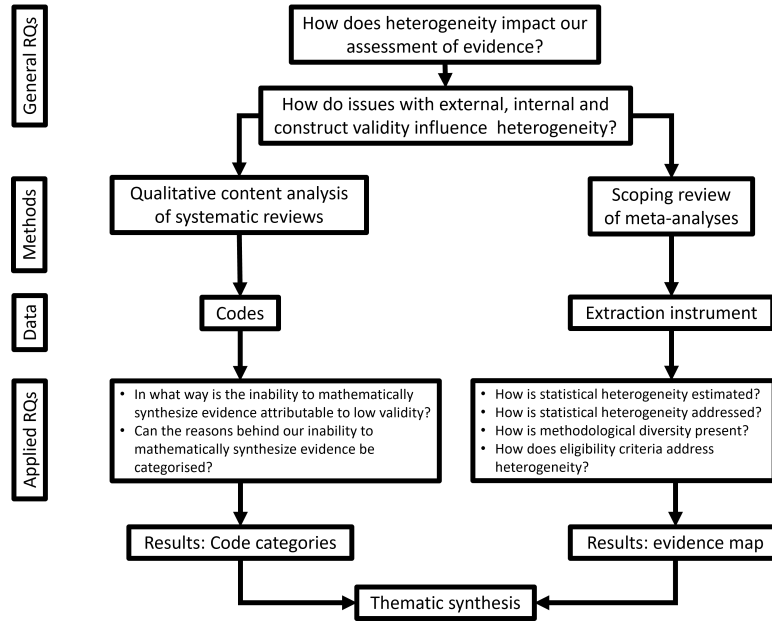 General RQs
How does heterogeneity impact our
assessment of evidence?
How do issues with external, internal and
construct validity influence heterogeneity?
Methods
Qualitative content analysis
of systematic reviews
Scoping review
of meta-analyses
Data
Codes
Extraction instrument
Applied RQs
• In what way is the inability to mathematically
synthesize evidence attributable to low validity?
• Can the reasons behind our inability to
mathematically synthesize evidence be
categorised?
• How is statistical heterogeneity estimated?
• How is statistical heterogeneity addressed?
• How is methodological diversity present?
• How does eligibility criteria address
heterogeneity?
Results: Code categories
Results: evidence map
Thematic synthesis